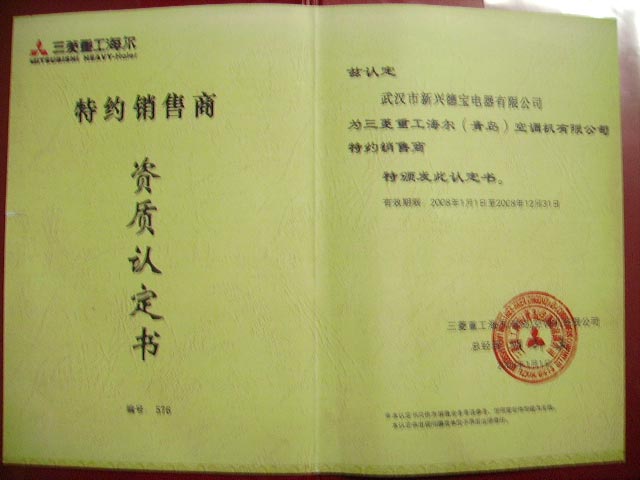 三菱重工海尔
MITSUBISHI HEAVY-Haier
特约销售商
资质认定书
编号: 576
兹认定
武汉市新兴德宝电器有限公司
为三菱重工海尔（青岛）空调机有限公司
特约销售商
特颁发此认定书。
有效期限: 2008年1月1日至2008年12月31日
三菱重工海
限公司
总经理